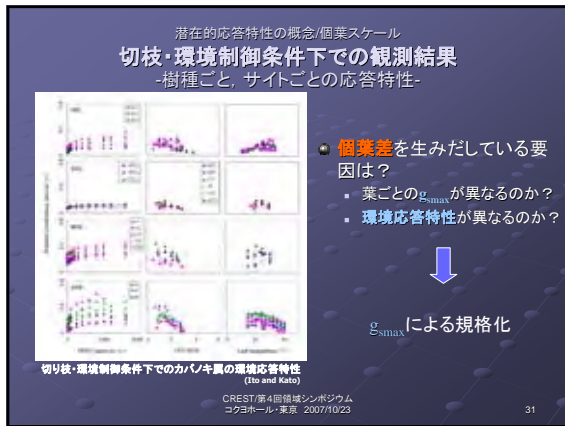 潜在的応答特性の概念/個葉スケール
切枝・環境制御条件下での観測結果
-樹種ごと，サイトごとの応答特性-
個葉差を生みだしている要
因は？
葉ごとのgsmaxが異なるのか？
環境応答特性が異なるのか？
gsmaxによる規格化
切り枝・環境制御条件下でのカバノキ属の環境応答特性
(Ito and Kato)
CREST/第4回領域シンポジウム
コクヨホール・東京 2007/10/23
31